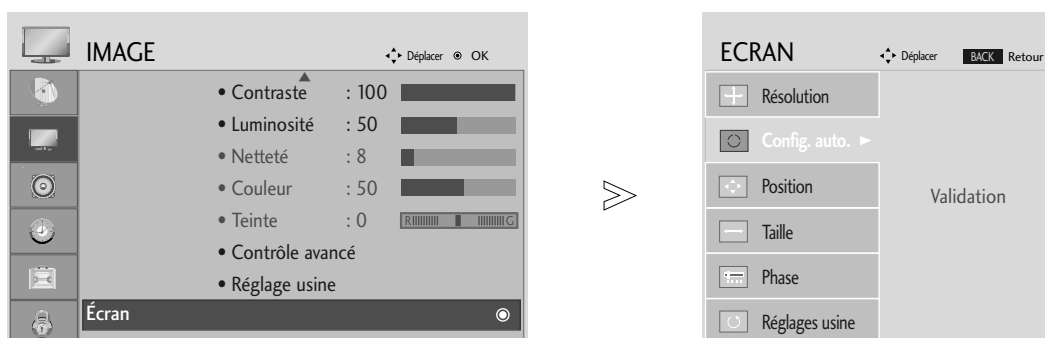 IMAGE
Déplacer OK
• Contraste : 100
• Luminosité : 50
• Netteté : 8
• Couleur : 50
• Teinte : 0 R G
• Contrôle avancé
• Réglage usine
Écran
ECRAN
Déplacer BACK Retour
Résolution
Config. auto.
Position
Taille
Phase
Réglages usine
Validation